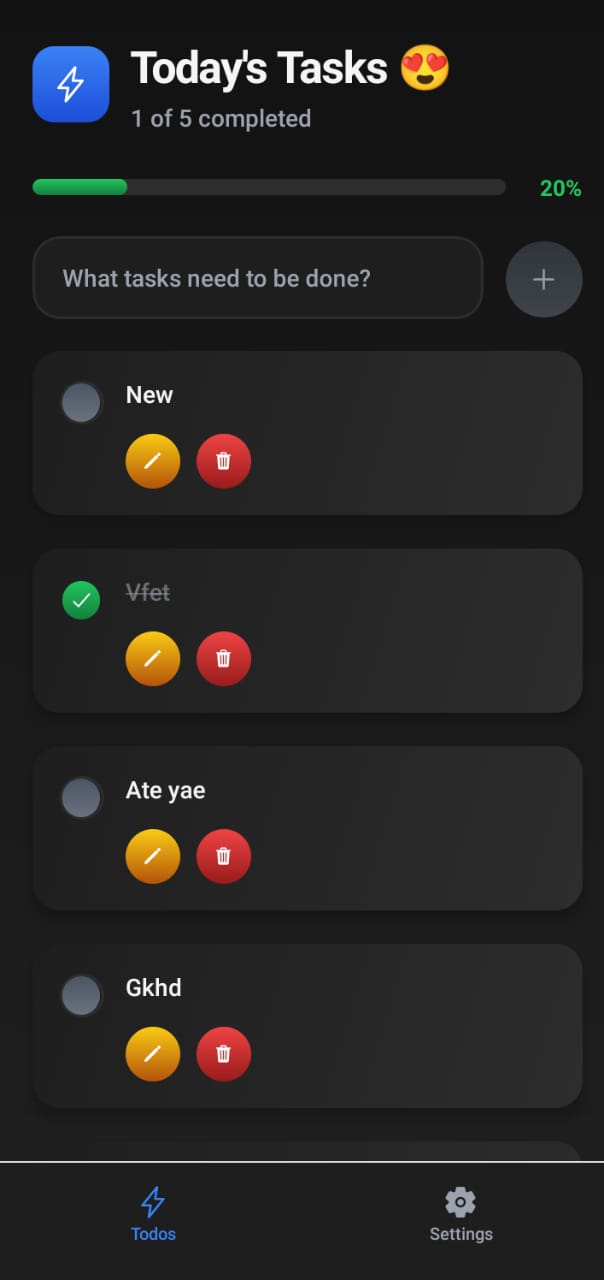 Today's Tasks 😍
1 of 5 completed
20%
What tasks need to be done?
New
Vfet
Ate yae
Gkhd
Todos
Settings